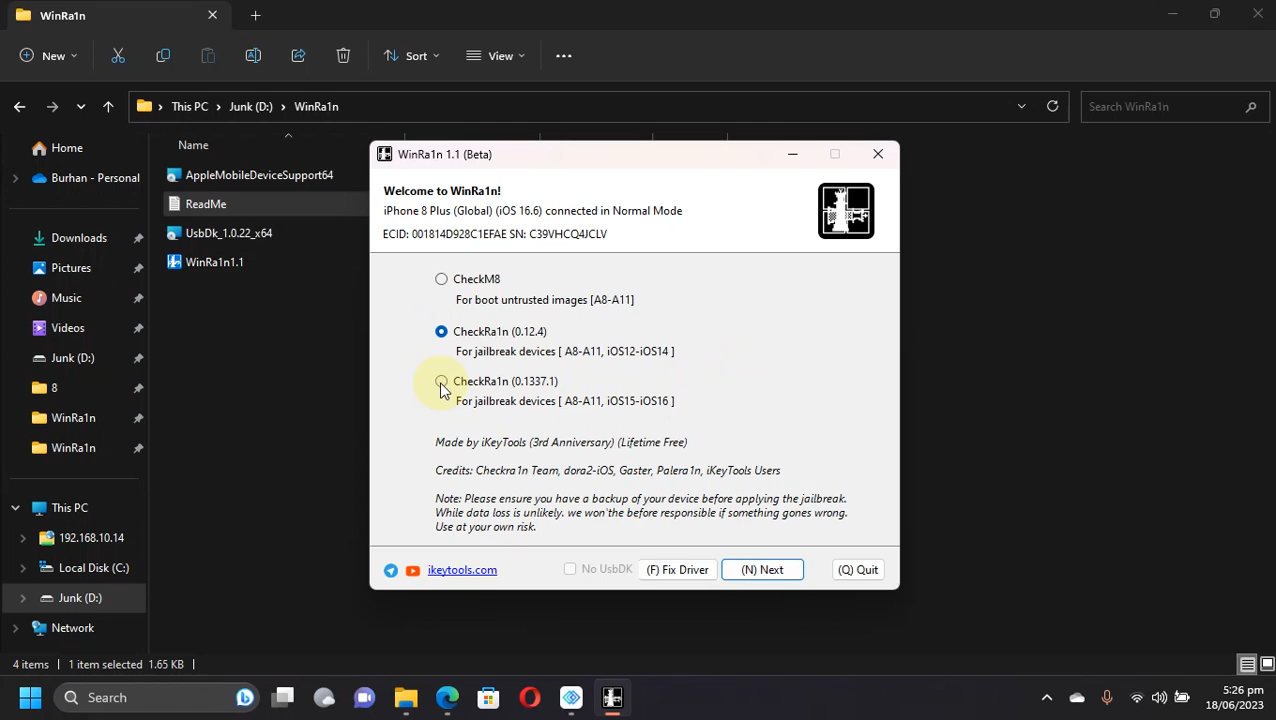 WinRa1n
New
Sort
View
This PC
Junk (D:)
WinRa1n
Search WinRa1n
Home
Burhan - Personal
Downloads
Pictures
Music
Videos
Junk (D:)
8
WinRa1n
WinRa1n
This PC
192.168.10.14
Local Disk (C:)
Junk (D:)
Network
Name
AppleMobileDeviceSupport64
ReadMe
UsbDk_1.0.22_x64
WinRa1n1.1
WinRa1n 1.1 (Beta)
Welcome to WinRa1n!
iPhone 8 Plus (Global) (iOS 16.6) connected in Normal Mode
ECID: 001814D928C1EFAE SN: C39VHCQ4JCLV
CheckM8
For boot untrusted images [A8-A11]
CheckRa1n (0.12.4)
For jailbreak devices [ A8-A11, iOS12-iOS14 ]
CheckRa1n (0.1337.1)
For jailbreak devices [ A8-A11, iOS15-iOS16 ]
Made by iKeyTools (3rd Anniversary) (Lifetime Free)
Credits: Checkra1n Team, dora2-iOS, Gaster, Palera1n, iKeyTools Users
Note: Please ensure you have a backup of your device before applying the jailbreak.
While data loss is unlikely. we won'the before responsible if something gones wrong.
Use at your own risk.
ikeytools.com
No UsbDK
(F) Fix Driver
(N) Next
(Q) Quit
4 items
1 item selected 1.65 KB
Search
5:26 pm
18/06/2023